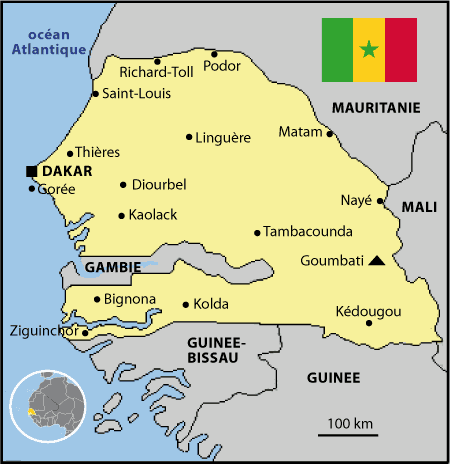 océan
Atlantique
Richard-Toll
Podor
Saint-Louis
MAURITANIE
Linguère
Matam
Thières
DAKAR
Gorée
Diourbel
Nayé
MALI
Kaolack
Tambacounda
GAMBIE
Goumbati
Bignona
Kolda
Kédougou
Ziguinchor
GUINEE-
BISSAU
GUINEE
100 km